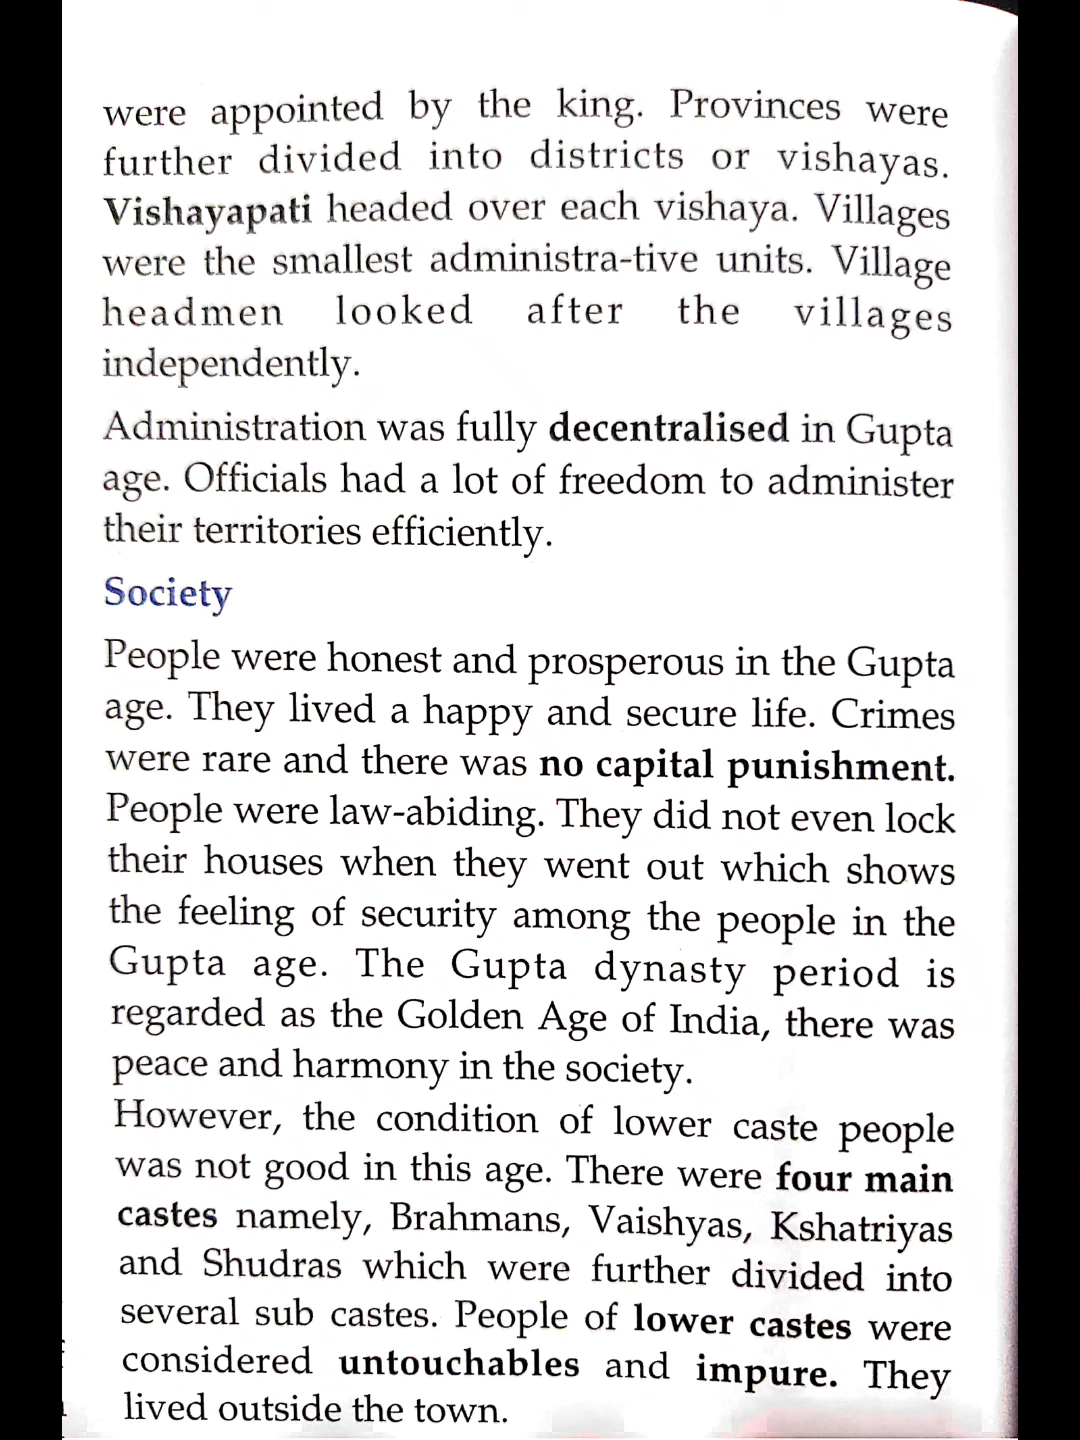 were appointed by the king. Provinces were
further divided into districts or vishayas.
Vishayapati headed over each vishaya. Villages
were the smallest administra-tive units. Village
headmen looked after the villages
independently.
Administration was fully decentralised in Gupta
age. Officials had a lot of freedom to administer
their territories efficiently.
Society
People were honest and prosperous in the Gupta
age. They lived a happy and secure life. Crimes
were rare and there was no capital punishment.
People were law-abiding. They did not even lock
their houses when they went out which shows
the feeling of security among the people in the
Gupta age. The Gupta dynasty period is
regarded as the Golden Age of India, there was
peace and harmony in the society.
However, the condition of lower caste people
was not good in this age. There were four main
castes namely, Brahmans, Vaishyas, Kshatriyas
and Shudras which were further divided into
several sub castes. People of lower castes were
considered untouchables and impure. They
lived outside the town.